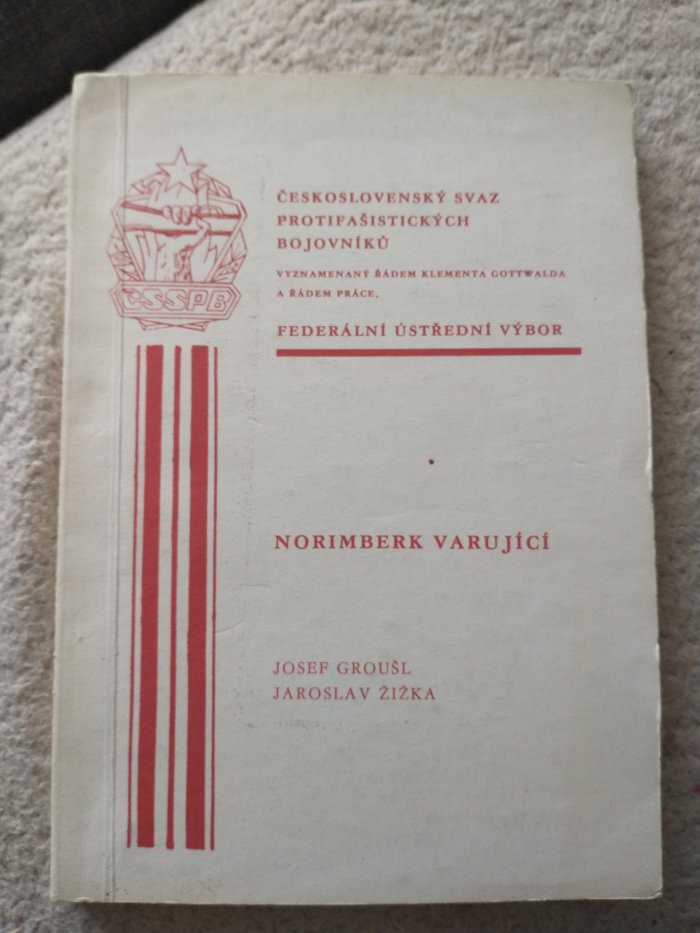 ČSSPB
ČESKOSLOVENSKÝ SVAZ
PROTIFAŠISTICKÝCH
BOJOVNÍKŮ
VYZNAMENANÝ ŘÁDEM KLEMENTA GOTTWALDA
A ŘÁDEM PRÁCE,
FEDERÁLNÍ ÚSTŘEDNÍ VÝBOR
NORIMBERK VARUJÍCÍ
JOSEF GROUŠL
JAROSLAV ŽIŽKA